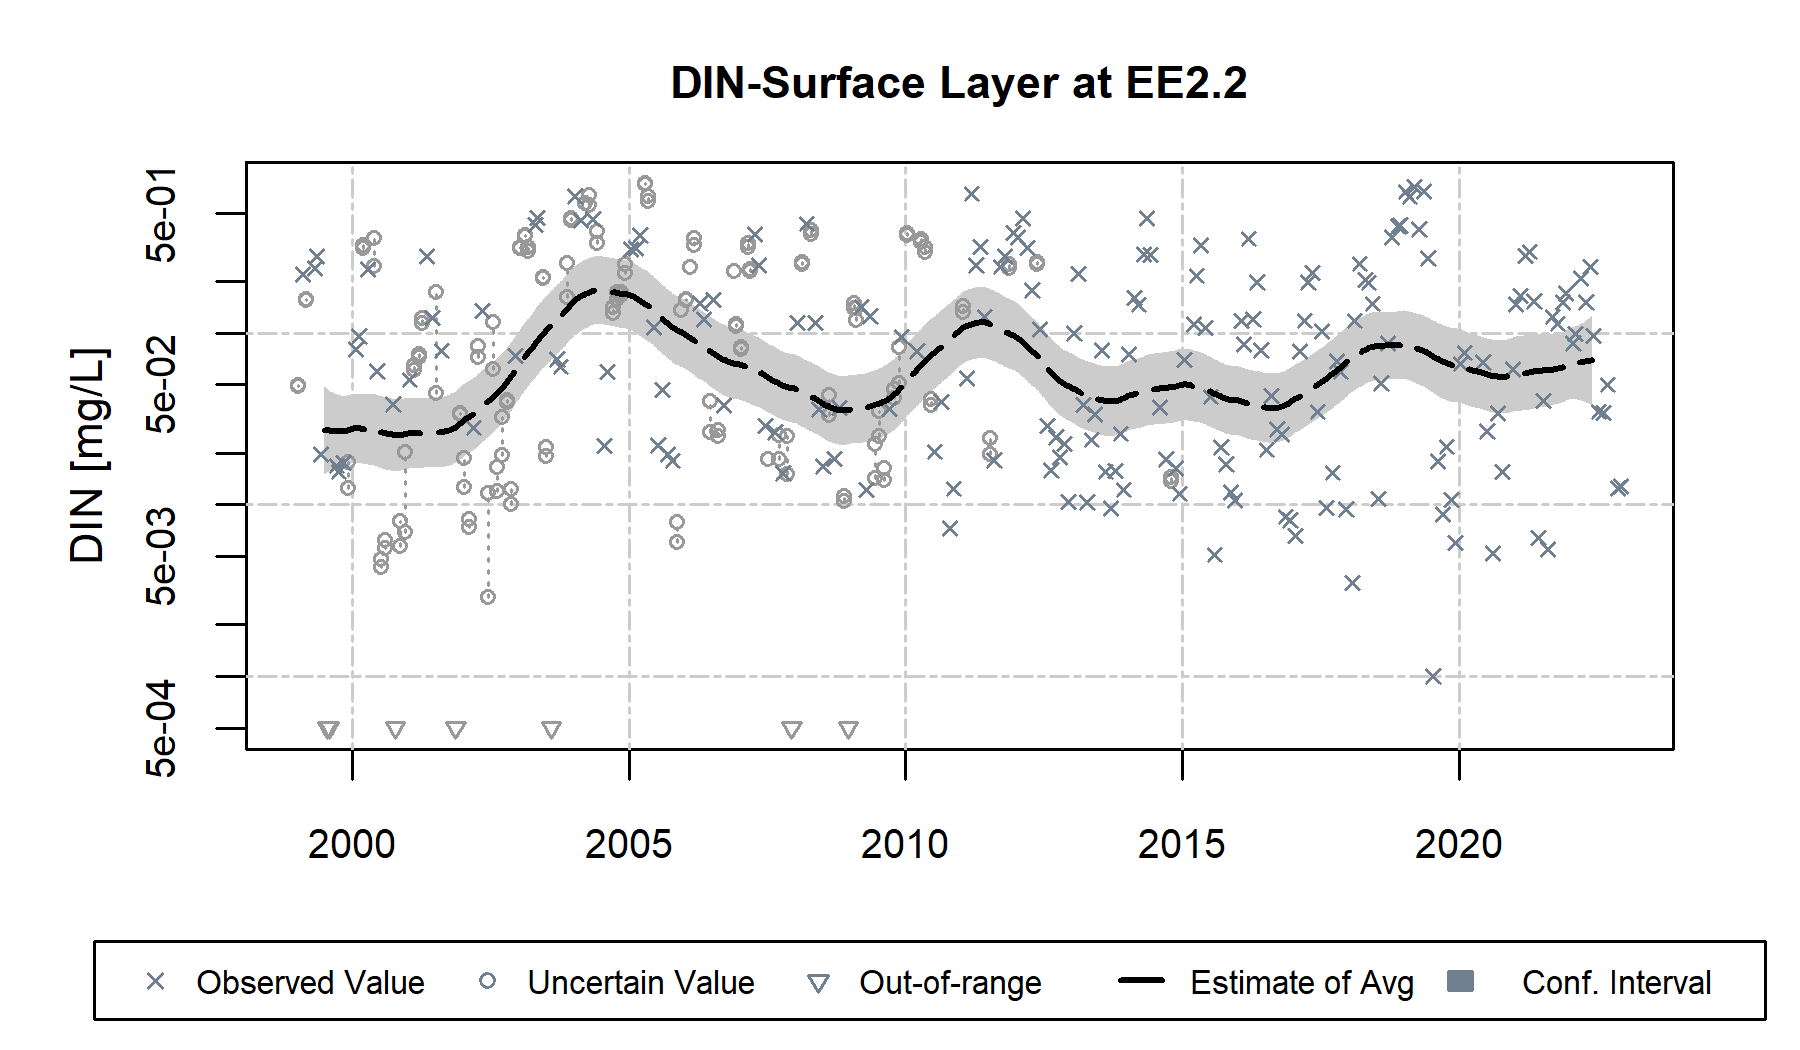 DIN-Surface Layer at EE2.2
DIN [mg/L]
5e-01
5e-02
5e-03
5e-04
2000 2005 2010 2015 2020
Observed Value Uncertain Value Out-of-range Estimate of Avg Conf. Interval